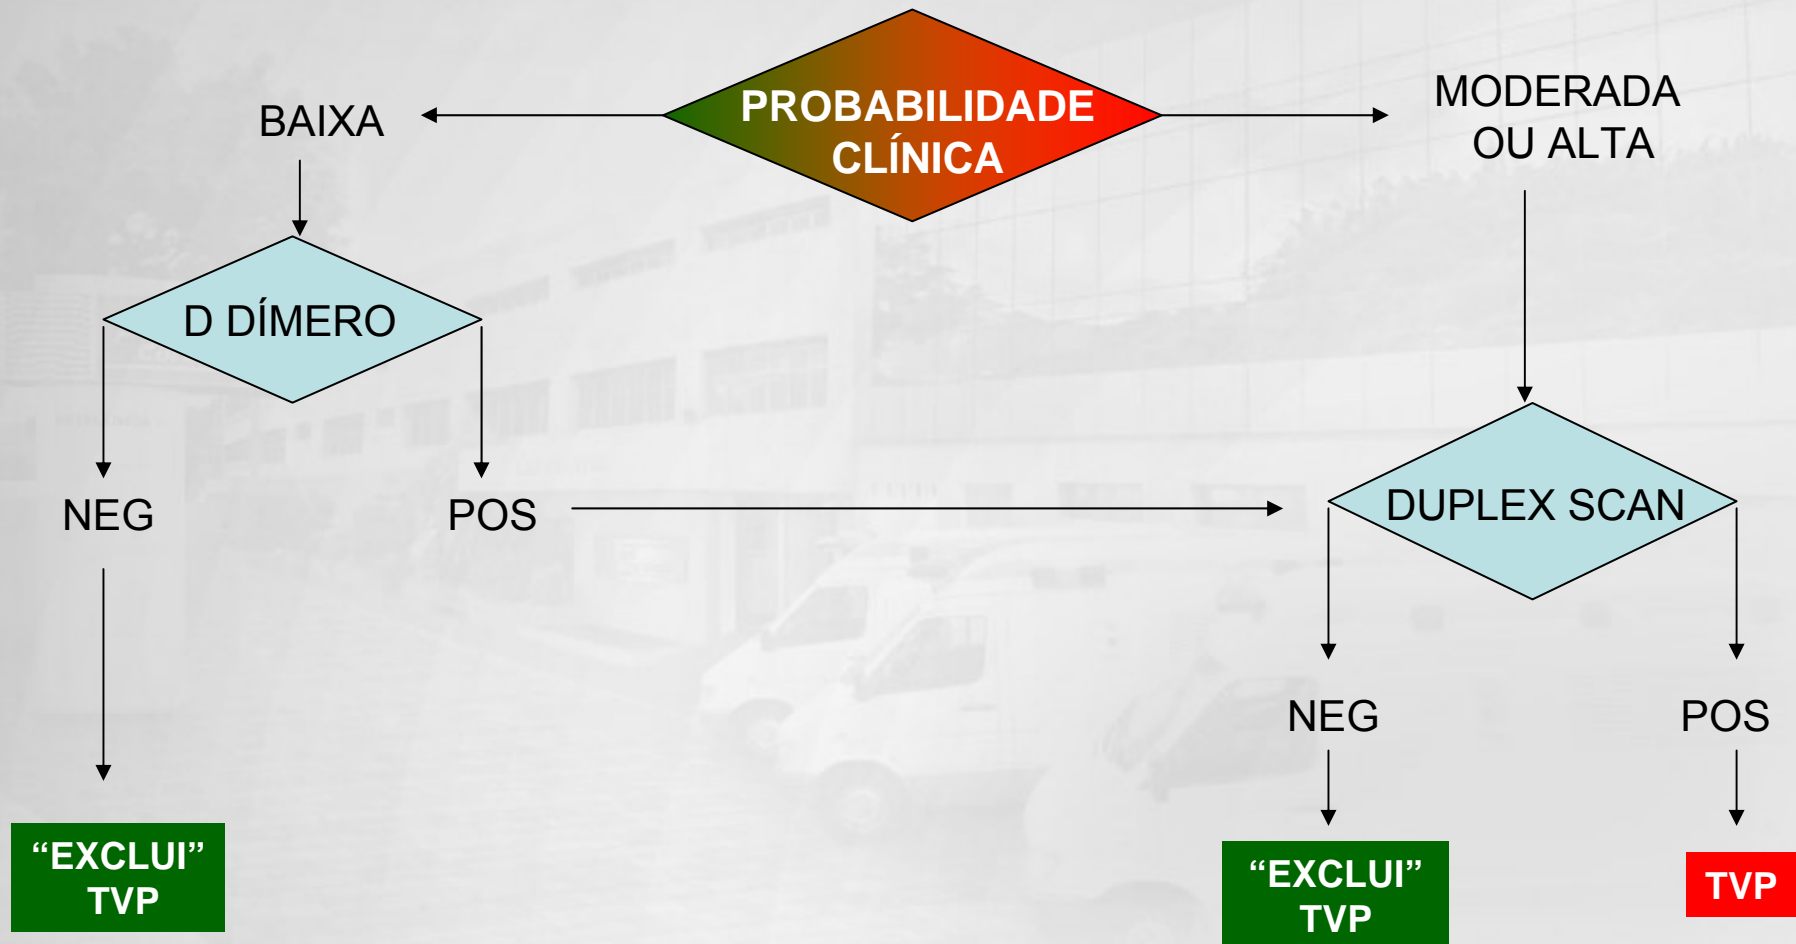 PROBABILIDADE
CLÍNICA
BAIXA
MODERADA
OU ALTA
D DÍMERO
NEG
POS
DUPLEX SCAN
NEG
POS
“EXCLUI”
TVP
“EXCLUI”
TVP
TVP